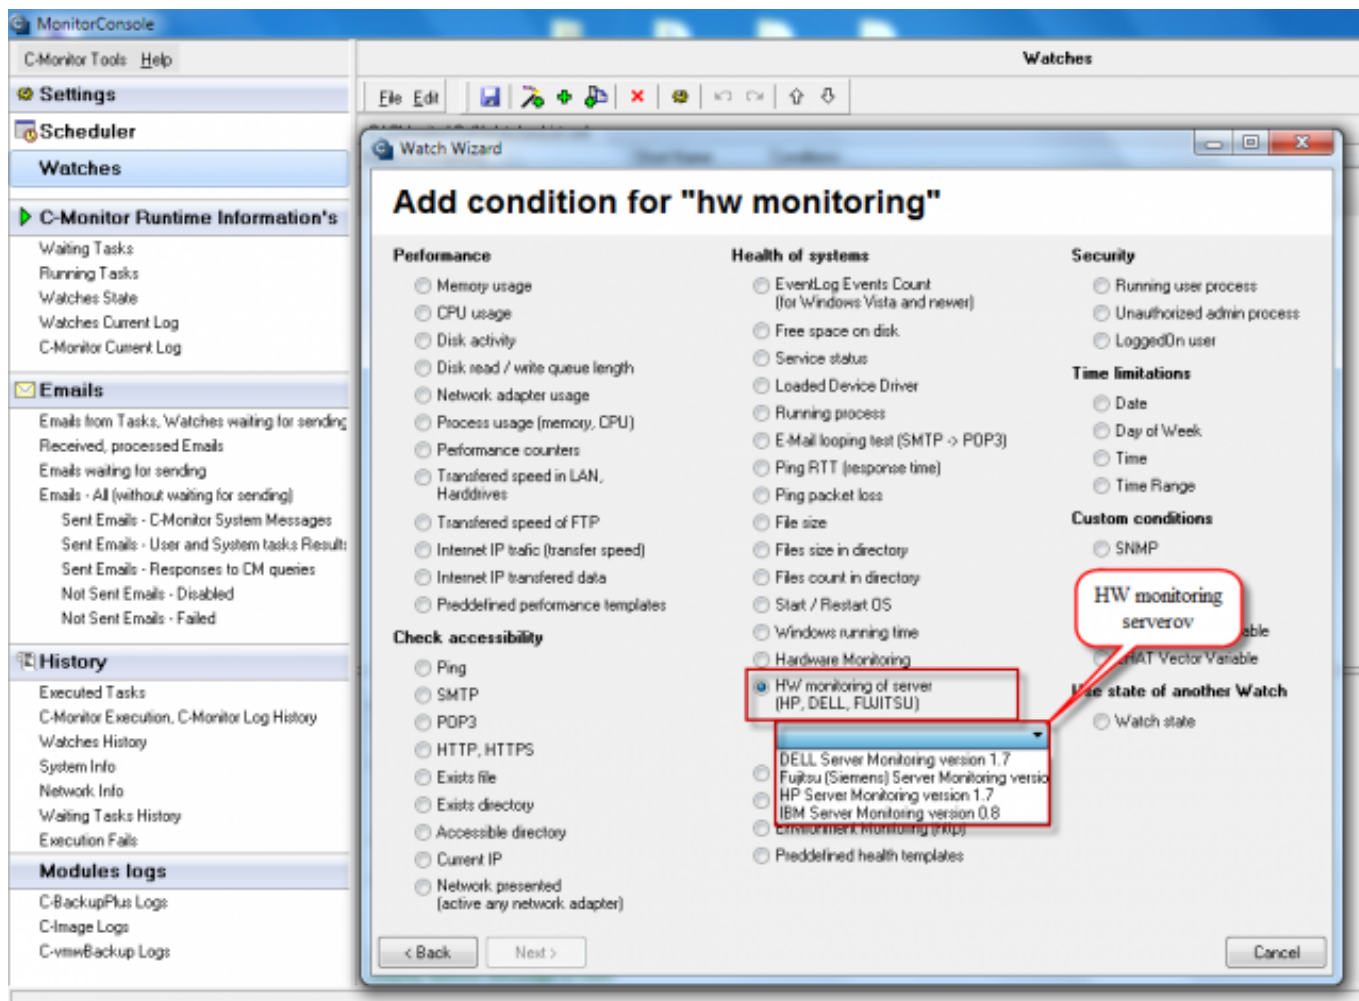 MonitorConsole
C-Monitor Tools Help
Settings
Scheduler
Watches
C-Monitor Runtime Information's
Waiting Tasks
Running Tasks
Watches State
Watches Current Log
C-Monitor Current Log
Emails
Emails from Tasks, Watches waiting for sending
Received, processed Emails
Emails waiting for sending
Emails - All (without waiting for sending)
Sent Emails - C-Monitor System Messages
Sent Emails - User and System tasks Results
Sent Emails - Responses to CM queries
Not Sent Emails - Disabled
Not Sent Emails - Failed
History
Executed Tasks
C-Monitor Execution, C-Monitor Log History
Watches History
System Info
Network Info
Waiting Tasks History
Execution Fails
Modules logs
C-BackupPlus Logs
C-Image Logs
C-vmwBackup Logs
Watches
File Edit
Watch Wizard
Add condition for "hw monitoring"
Performance
Memory usage
CPU usage
Disk activity
Disk read / write queue length
Network adapter usage
Process usage (memory, CPU)
Performance counters
Transfered speed in LAN,
Harddrives
Transfered speed of FTP
Internet IP trafic (transfer speed)
Internet IP transfered data
Preddefined performance templates
Check accessibility
Ping
SMTP
POP3
HTTP, HTTPS
Exists file
Exists directory
Accessible directory
Current IP
Network presented
(active any network adapter)
Health of systems
EventLog Events Count
(for Windows Vista and newer)
Free space on disk
Service status
Loaded Device Driver
Running process
E-Mail looping test (SMTP -> POP3)
Ping RTT (response time)
Ping packet loss
File size
Files size in directory
Files count in directory
Start / Restart OS
Windows running time
Hardware Monitoring
HW monitoring of server
(HP, DELL, FUJITSU)
DELL Server Monitoring version 1.7
Fujitsu (Siemens) Server Monitoring versio
HP Server Monitoring version 1.7
IBM Server Monitoring version 0.8
Environment Monitoring (http)
Preddefined health templates
Security
Running user process
Unauthorized admin process
LoggedOn user
Time limitations
Date
Day of Week
Time
Time Range
Custom conditions
SNMP
HW monitoring
serverov
able
Vector Variable
state of another Watch
Watch state
< Back
Next >
Cancel